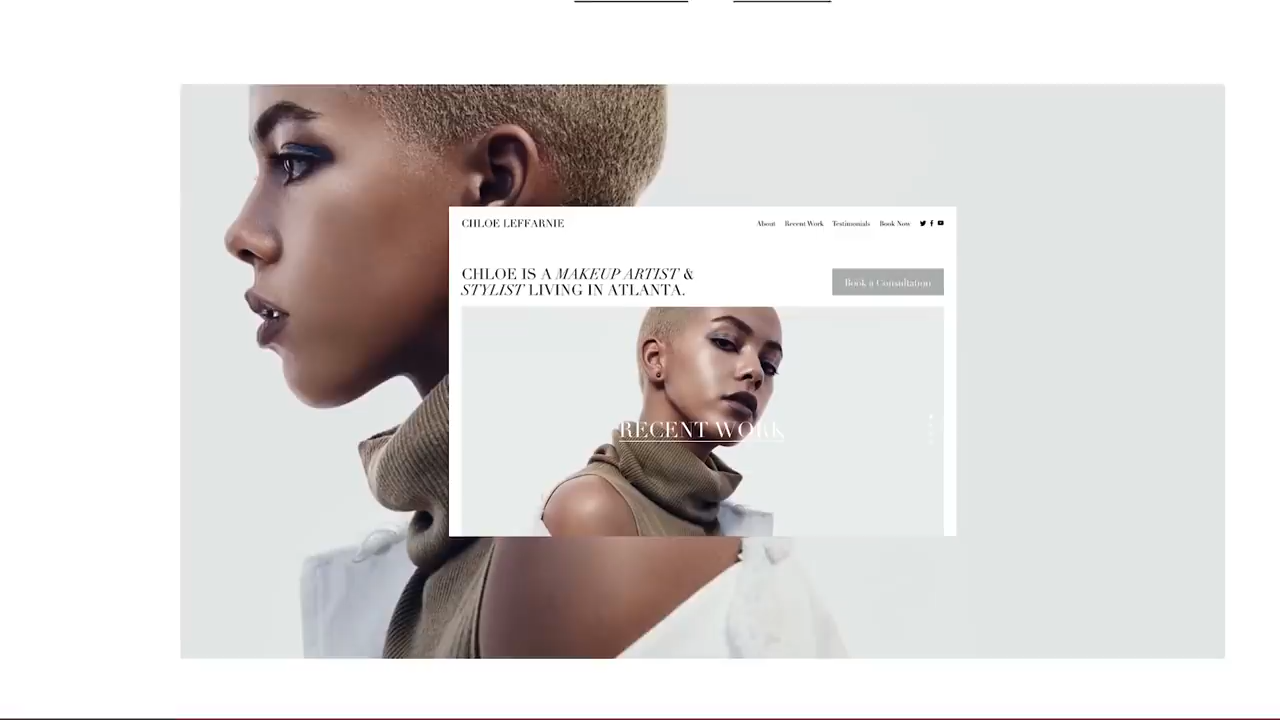 CHLOE LEFFARNIE
About Recent Work Testimonials Book Now
CHLOE IS A MAKEUP ARTIST &
STYLIST LIVING IN ATLANTA.
Book a Consultation
RECENT WORK